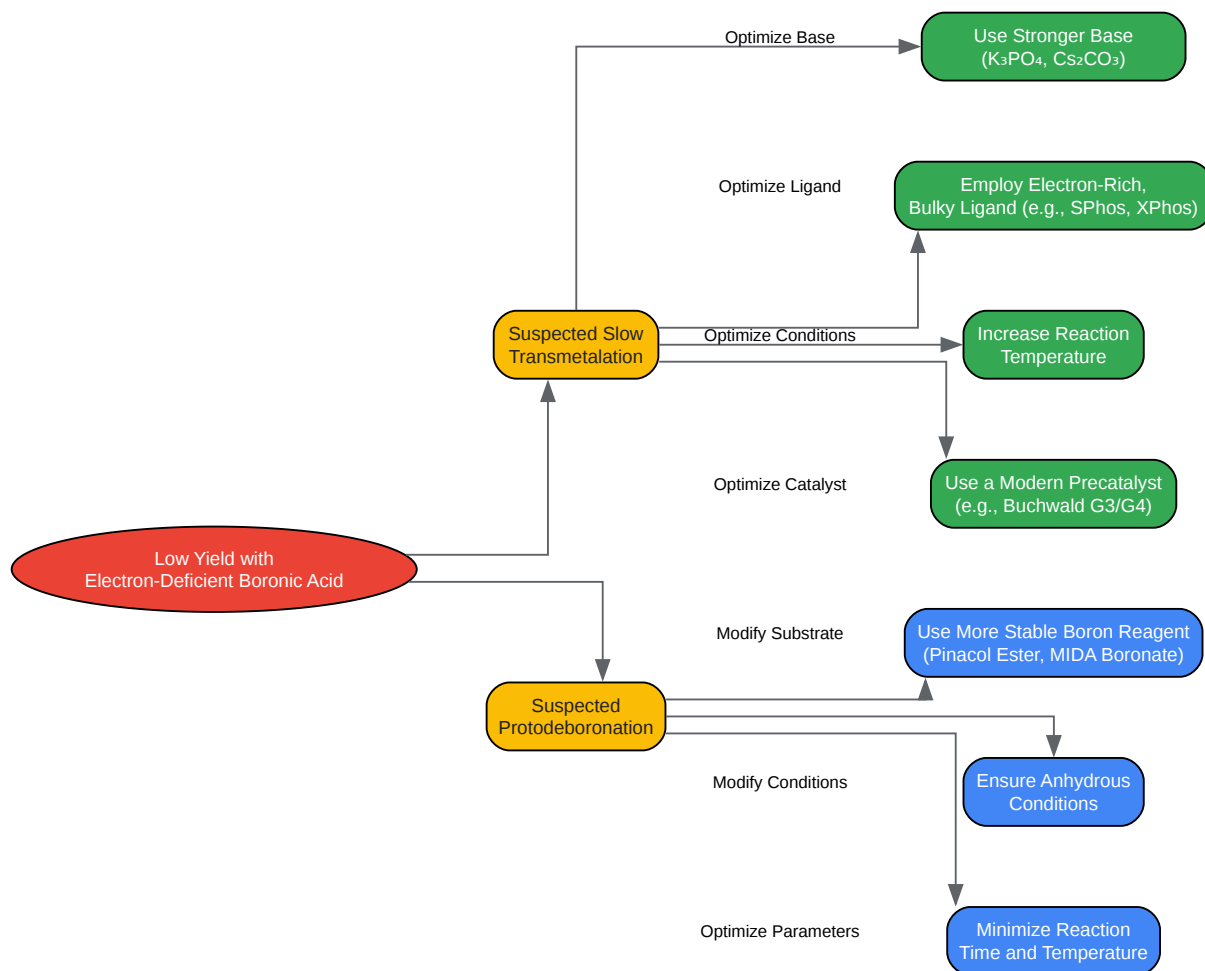 Optimize Base
Use Stronger Base
(K₃PO₄, Cs₂CO₃)
Optimize Ligand
Employ Electron-Rich,
Bulky Ligand (e.g., SPhos, XPhos)
Suspected Slow
Transmetalation
Optimize Conditions
Increase Reaction
Temperature
Optimize Catalyst
Use a Modern Precatalyst
(e.g., Buchwald G3/G4)
Low Yield with
Electron-Deficient Boronic Acid
Modify Substrate
Use More Stable Boron Reagent
(Pinacol Ester, MIDA Boronate)
Suspected
Protodeboronation
Modify Conditions
Ensure Anhydrous
Conditions
Optimize Parameters
Minimize Reaction
Time and Temperature